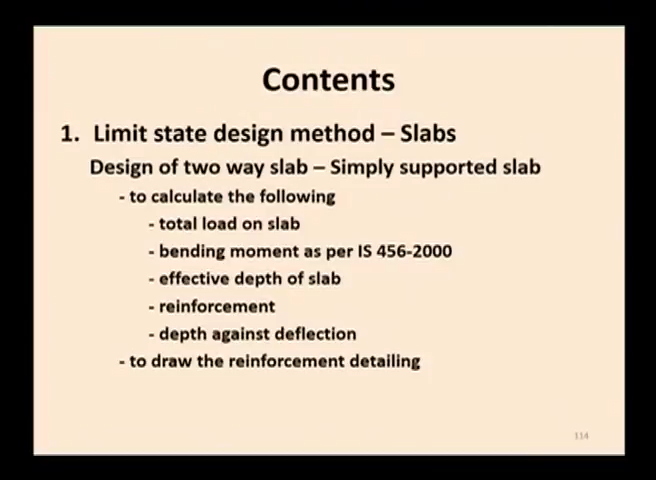 Contents
1. Limit state design method – Slabs
Design of two way slab – Simply supported slab
- to calculate the following
- total load on slab
- bending moment as per IS 456-2000
- effective depth of slab
- reinforcement
- depth against deflection
- to draw the reinforcement detailing
114